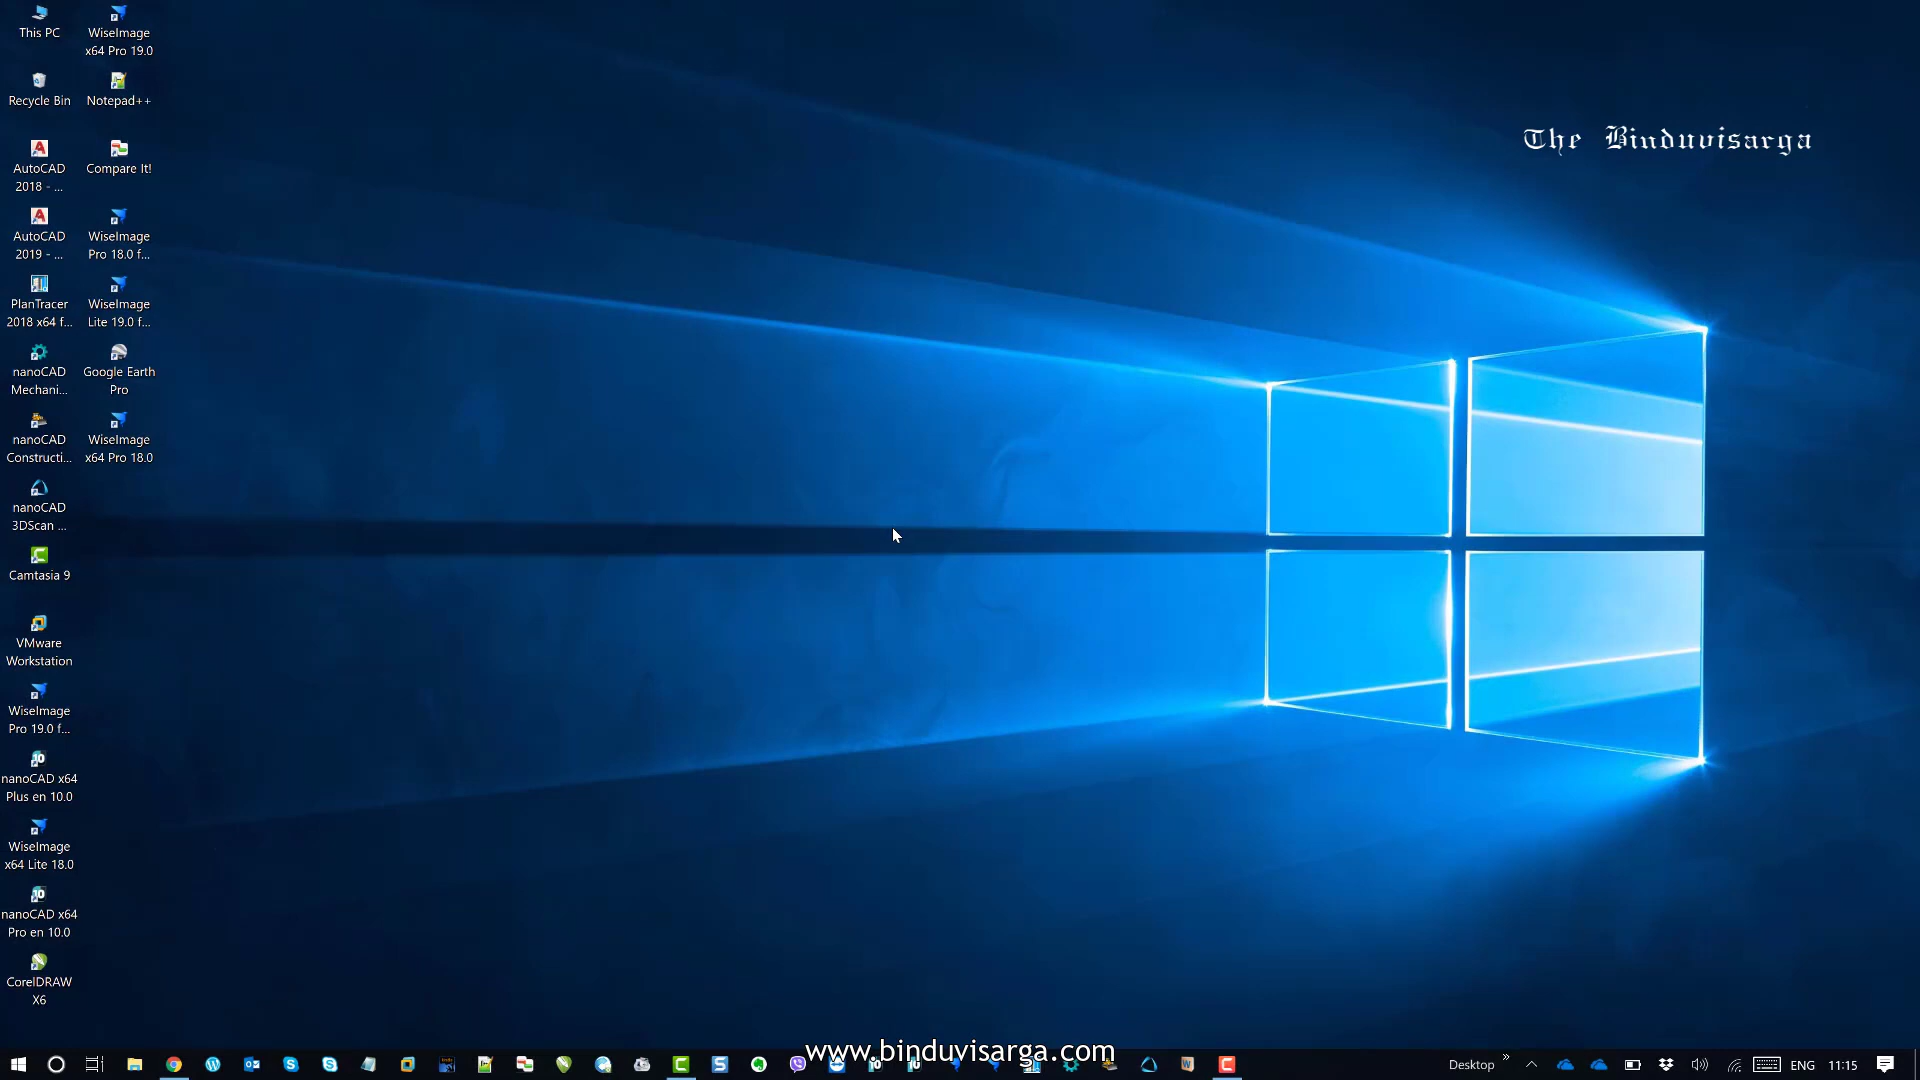 This PC
WiseImage
x64 Pro 19.0
Recycle Bin
Notepad++
The Binduvisarga
AutoCAD
2018 - ...
Compare It!
AutoCAD
2019 - ...
WiseImage
Pro 18.0 f...
PlanTracer
2018 x64 f...
WiseImage
Lite 19.0 f...
nanoCAD
Mechani...
Google Earth
Pro
nanoCAD
Constructi...
WiseImage
x64 Pro 18.0
nanoCAD
3DScan ...
Camtasia 9
VMware
Workstation
WiseImage
Pro 19.0 f...
nanoCAD x64
Plus en 10.0
WiseImage
x64 Lite 18.0
nanoCAD x64
Pro en 10.0
CorelDRAW
X6
www.binduvisarga.com
Desktop
ENG
11:15